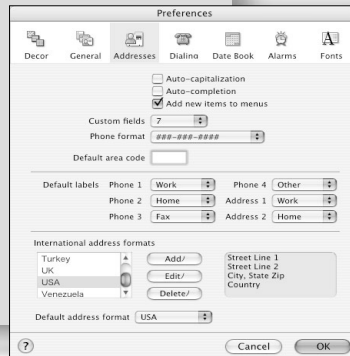 Preferences
Decor General Addresses Dialing Date Book Alarms Fonts
Auto-capitalization
Auto-completion
Add new items to menus
Custom fields 7
Phone format ###-###-####
Default area code
Default labels Phone 1 Work Phone 4 Other
Phone 2 Home Address 1 Work
Phone 3 Fax Address 2 Home
International address formats
Turkey
UK
USA
Venezuela
Add/
Edit/
Delete/
Street Line 1
Street Line 2
City, State Zip
Country
Default address format USA
? Cancel OK